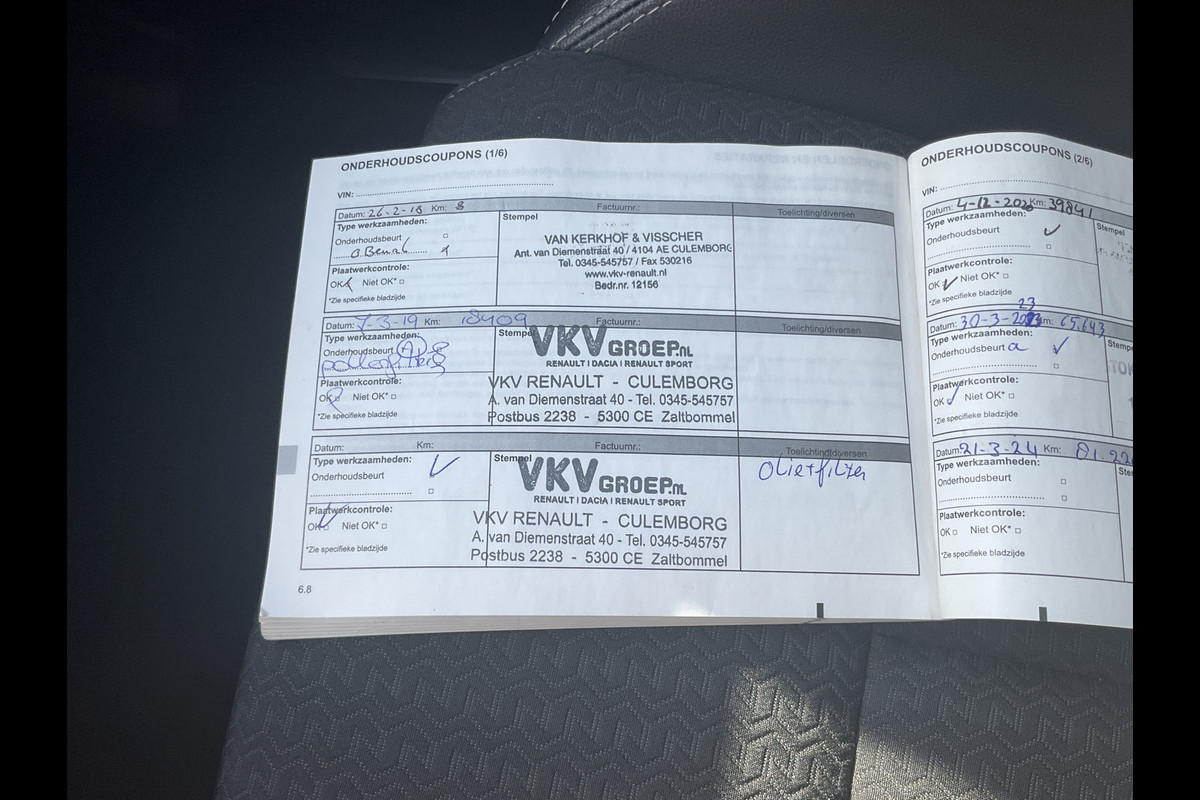 ONDERHOUDSCOUPONS (1/6)
VIN:
Datum: 26-2-18 Km: 8 Factuurnr.: Toelichting/diversen
Type werkzaamheden:
Onderhoudsbeurt
Stempel
VAN KERKHOF & VISSCHER
Ant. van Diemenstraat 40 / 4104 AE CULEMBORG
Tel. 0345-545757 / Fax 530216
www.vkv-renault.nl
Bedr.nr. 12156
Plaatwerkcontrole:
OK Niet OK*
*Zie specifieke bladzijde
Datum: 7-3-19 Km: 18409 Factuurnr.: Toelichting/diversen
Type werkzaamheden:
Onderhoudsbeurt
Stempel
VKVGROEP.NL
RENAULT | DACIA | RENAULT SPORT
VKV RENAULT - CULEMBORG
A. van Diemenstraat 40 - Tel. 0345-545757
Postbus 2238 - 5300 CE Zaltbommel
Plaatwerkcontrole:
OK Niet OK*
*Zie specifieke bladzijde
Datum: Km: Factuurnr.: Toelichting/diversen
Type werkzaamheden:
Onderhoudsbeurt
Stempel
VKVGROEP.NL
RENAULT | DACIA | RENAULT SPORT
VKV RENAULT - CULEMBORG
A. van Diemenstraat 40 - Tel. 0345-545757
Postbus 2238 - 5300 CE Zaltbommel
Olie+filter
Plaatwerkcontrole:
OK Niet OK*
*Zie specifieke bladzijde
6.8
ONDERHOUDSCOUPONS (2/6)
VIN:
Datum: 4-12-2020 Km: 39841
Type werkzaamheden:
Onderhoudsbeurt
Stempel
Plaatwerkcontrole:
OK Niet OK*
*Zie specifieke bladzijde
23
Datum: 30-3-2023 Km: 65.643
Type werkzaamheden:
Onderhoudsbeurt a
Plaatwerkcontrole:
OK Niet OK*
*Zie specifieke bladzijde
Datum: 21-3-24 Km:
Type werkzaamheden:
Onderhoudsbeurt
Plaatwerkcontrole:
OK Niet OK*
*Zie specifieke bladzijde